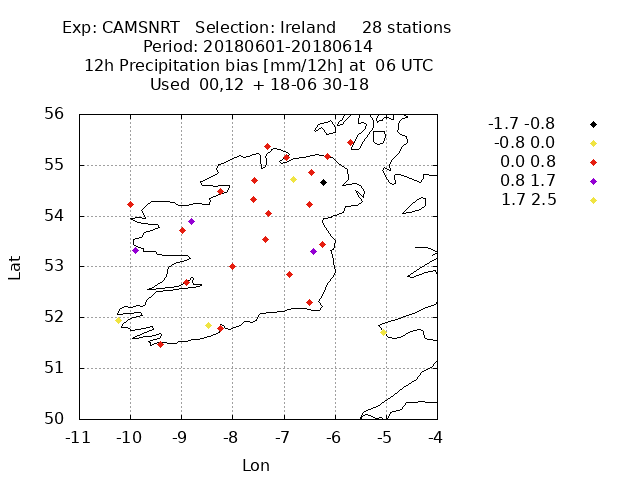 Exp: CAMSNRT   Selection: Ireland     28 stations
Period: 20180601-20180614
12h Precipitation bias [mm/12h] at  06 UTC
Used  00,12  + 18-06 30-18
-1.7 -0.8
-0.8 0.0
0.0 0.8
0.8 1.7
1.7 2.5
56
55
54
53
52
51
50
Lat
-11 -10 -9 -8 -7 -6 -5 -4
Lon